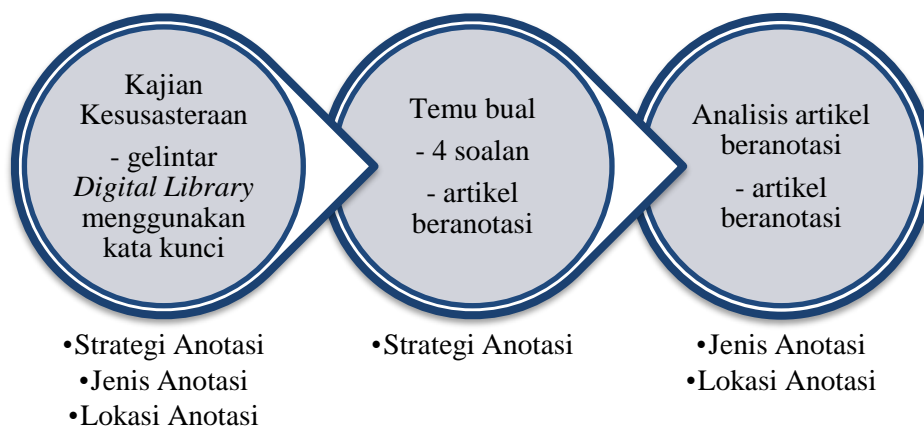 Kajian
Kesusasteraan
- gelintar
Digital Library
menggunakan
kata kunci
•Strategi Anotasi
•Jenis Anotasi
•Lokasi Anotasi
Temu bual
- 4 soalan
- artikel
beranotasi
•Strategi Anotasi
Analisis artikel
beranotasi
- artikel
beranotasi
•Jenis Anotasi
•Lokasi Anotasi